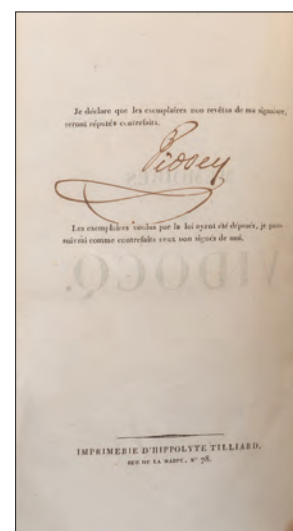 Je déclare que les exemplaires non revêtus de ma signature,
seront réputés contrefaits.
Les exemplaires voulus par la loi ayant été déposés, je pour-
suivrai comme contrefaits ceux non signés de moi.
VIDOCQ.
IMPRIMERIE D'HIPPOLYTE TILLIARD,
RUE DE LA HARPE, N° 78.